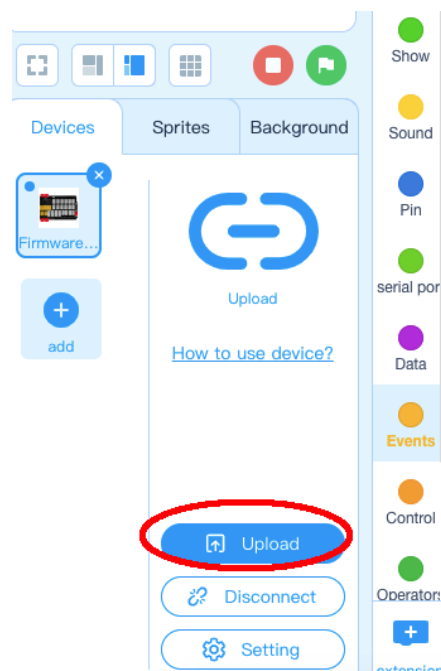 Devices
Sprites
Background
Firmware...
add
Upload
How to use device?
Upload
Disconnect
Setting
Show
Sound
Pin
serial por
Data
Events
Control
Operators
extension